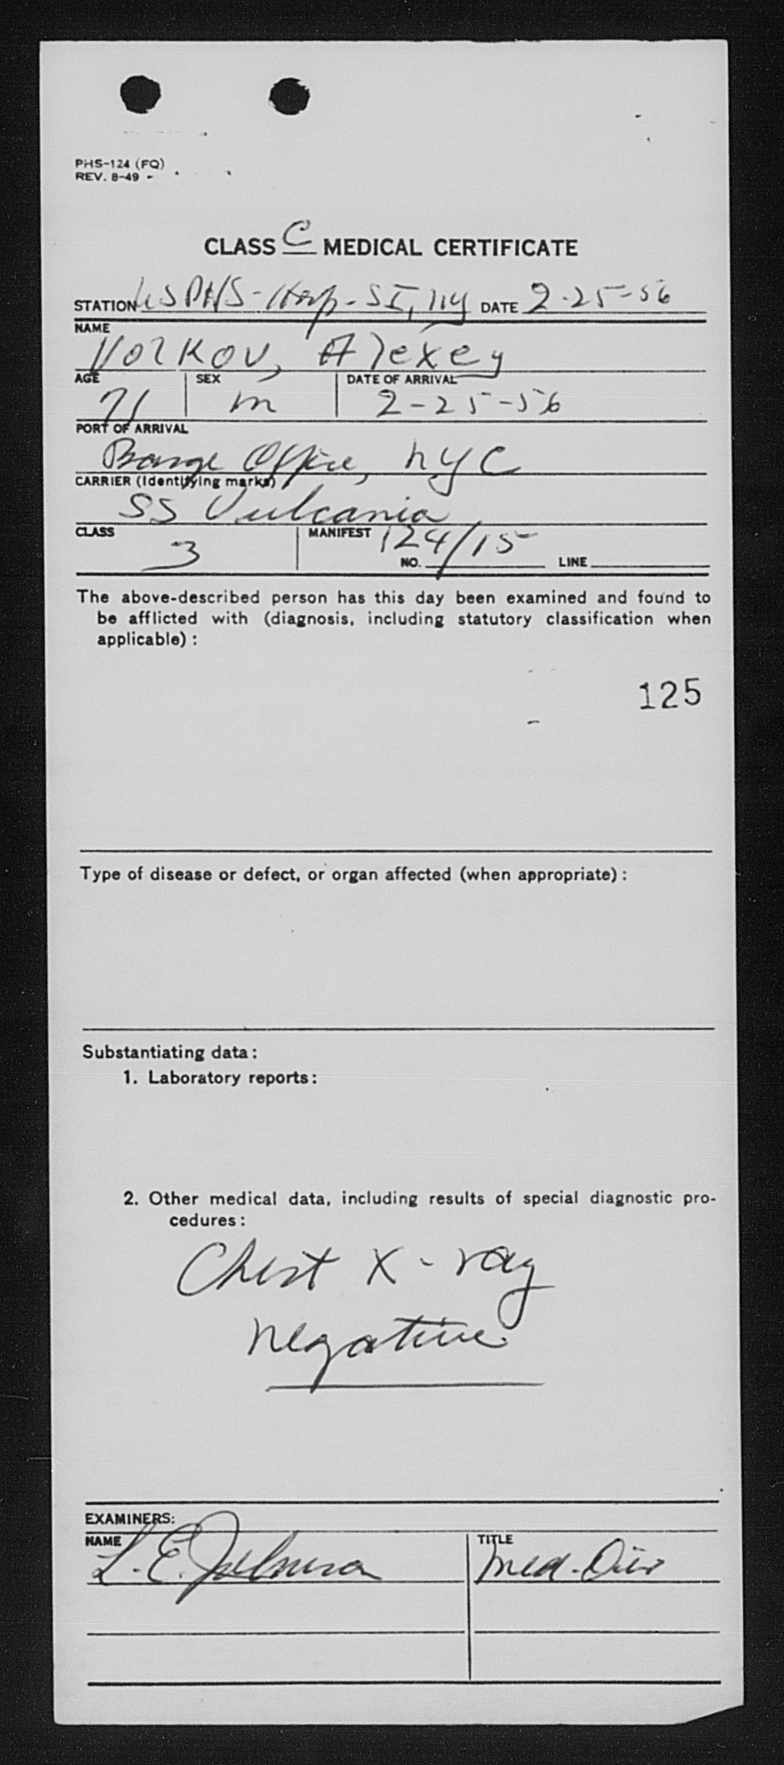 PHS-124 (FQ)
REV. 8-49
CLASS C MEDICAL CERTIFICATE
STATION USPHS-Hosp-SI, NY DATE 2-25-56
NAME
Volkov, Alexey
AGE SEX DATE OF ARRIVAL
71 m 2-25-56
PORT OF ARRIVAL
Barge Office, NYC
CARRIER (Identifying marks)
SS Vulcania
CLASS MANIFEST 124/15
3 NO. LINE
The above-described person has this day been examined and found to
be afflicted with (diagnosis, including statutory classification when
applicable):
125
Type of disease or defect, or organ affected (when appropriate):
Substantiating data:
1. Laboratory reports:
2. Other medical data, including results of special diagnostic pro-
cedures:
Chest X-ray
negative
EXAMINERS:
NAME TITLE
L. E. Med. Dir